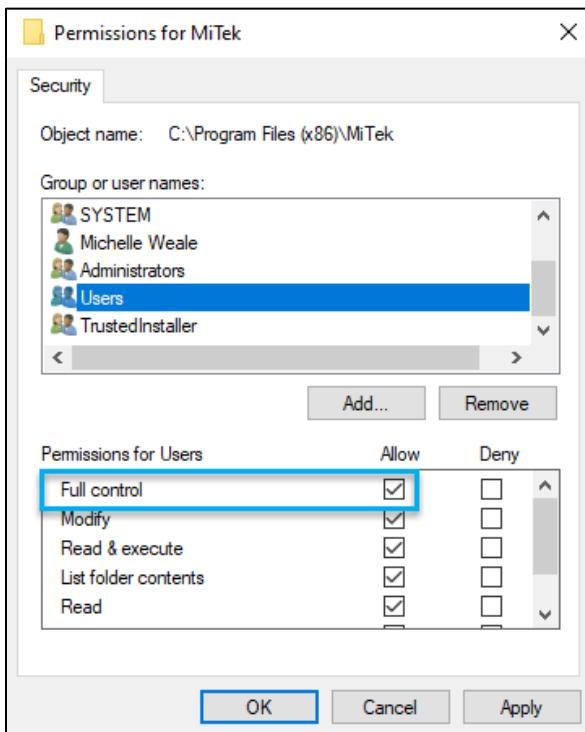 Permissions for MiTek
Security
Object name: C:\Program Files (x86)\MiTek
Group or user names:
SYSTEM
Michelle Weale
Administrators
Users
TrustedInstaller
Add... Remove
Permissions for Users Allow Deny
Full control
Modify
Read & execute
List folder contents
Read
OK Cancel Apply